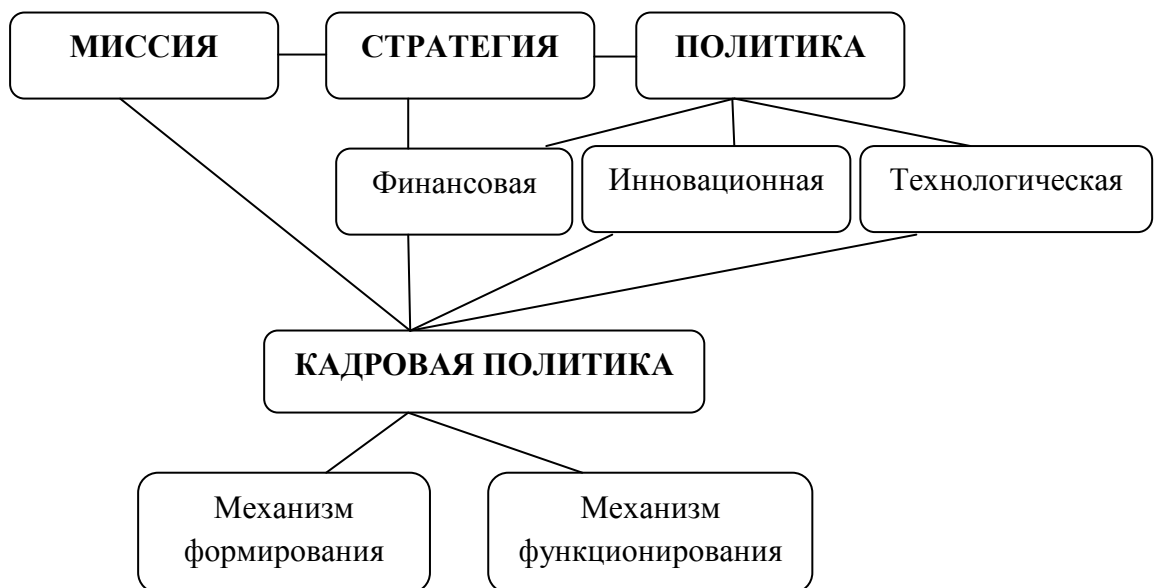 МИССИЯ
СТРАТЕГИЯ
ПОЛИТИКА
Финансовая
Инновационная
Технологическая
КАДРОВАЯ ПОЛИТИКА
Механизм
формирования
Механизм
функционирования